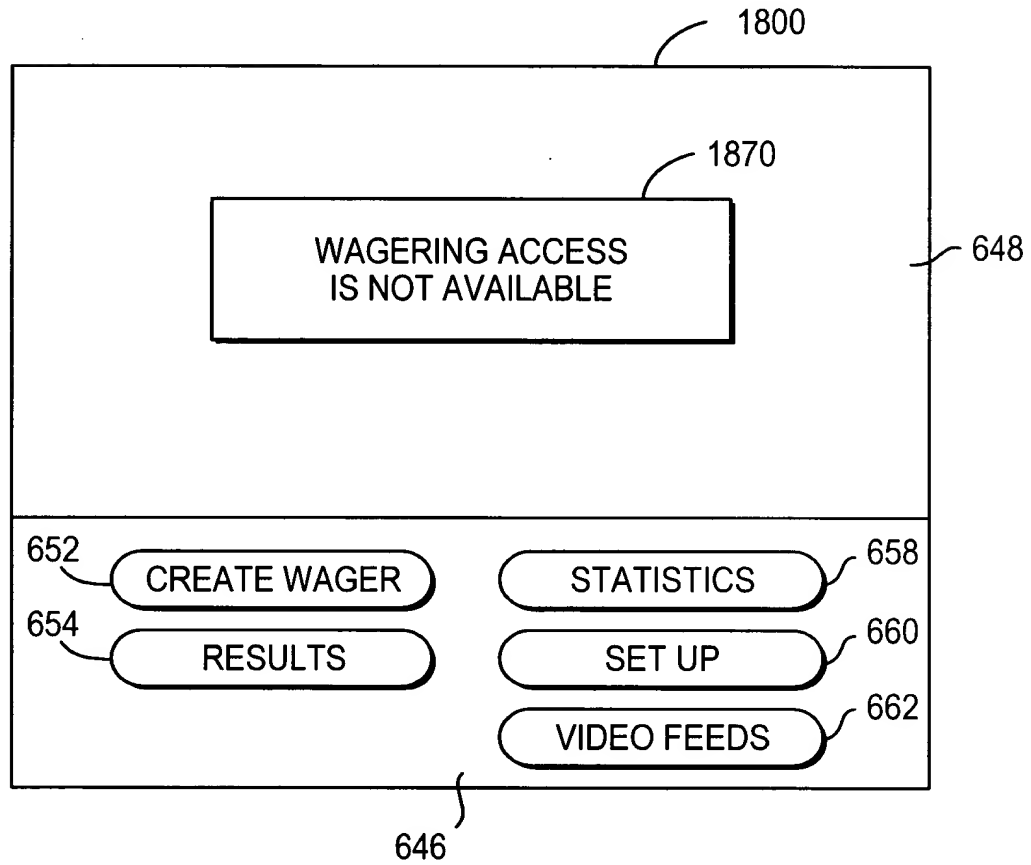 1800
1870
WAGERING ACCESS
IS NOT AVAILABLE
648
652
CREATE WAGER
STATISTICS
658
654
RESULTS
SET UP
660
VIDEO FEEDS
662
646